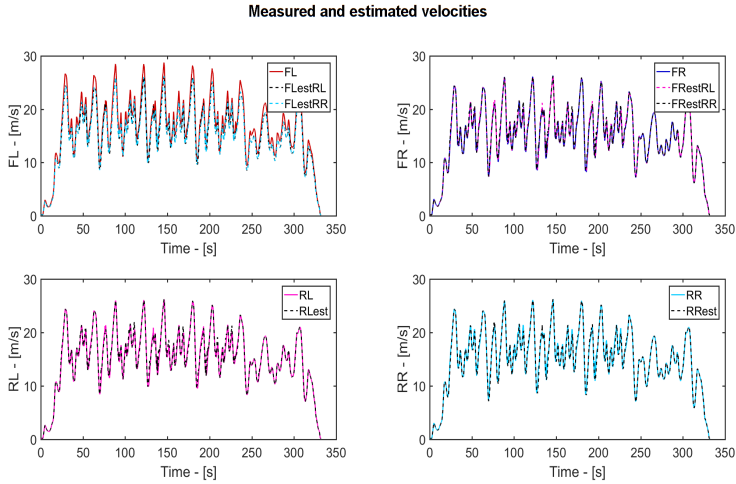 Measured and estimated velocities
30
20
10
0
FL - [m/s]
FL
FLestRL
FLestRR
0 50 100 150 200 250 300 350
Time - [s]
30
20
10
0
FR - [m/s]
FR
FRestRL
FRestRR
0 50 100 150 200 250 300 350
Time - [s]
30
20
10
0
RL - [m/s]
RL
RLest
0 50 100 150 200 250 300 350
Time - [s]
30
20
10
0
RR - [m/s]
RR
RRest
0 50 100 150 200 250 300 350
Time - [s]